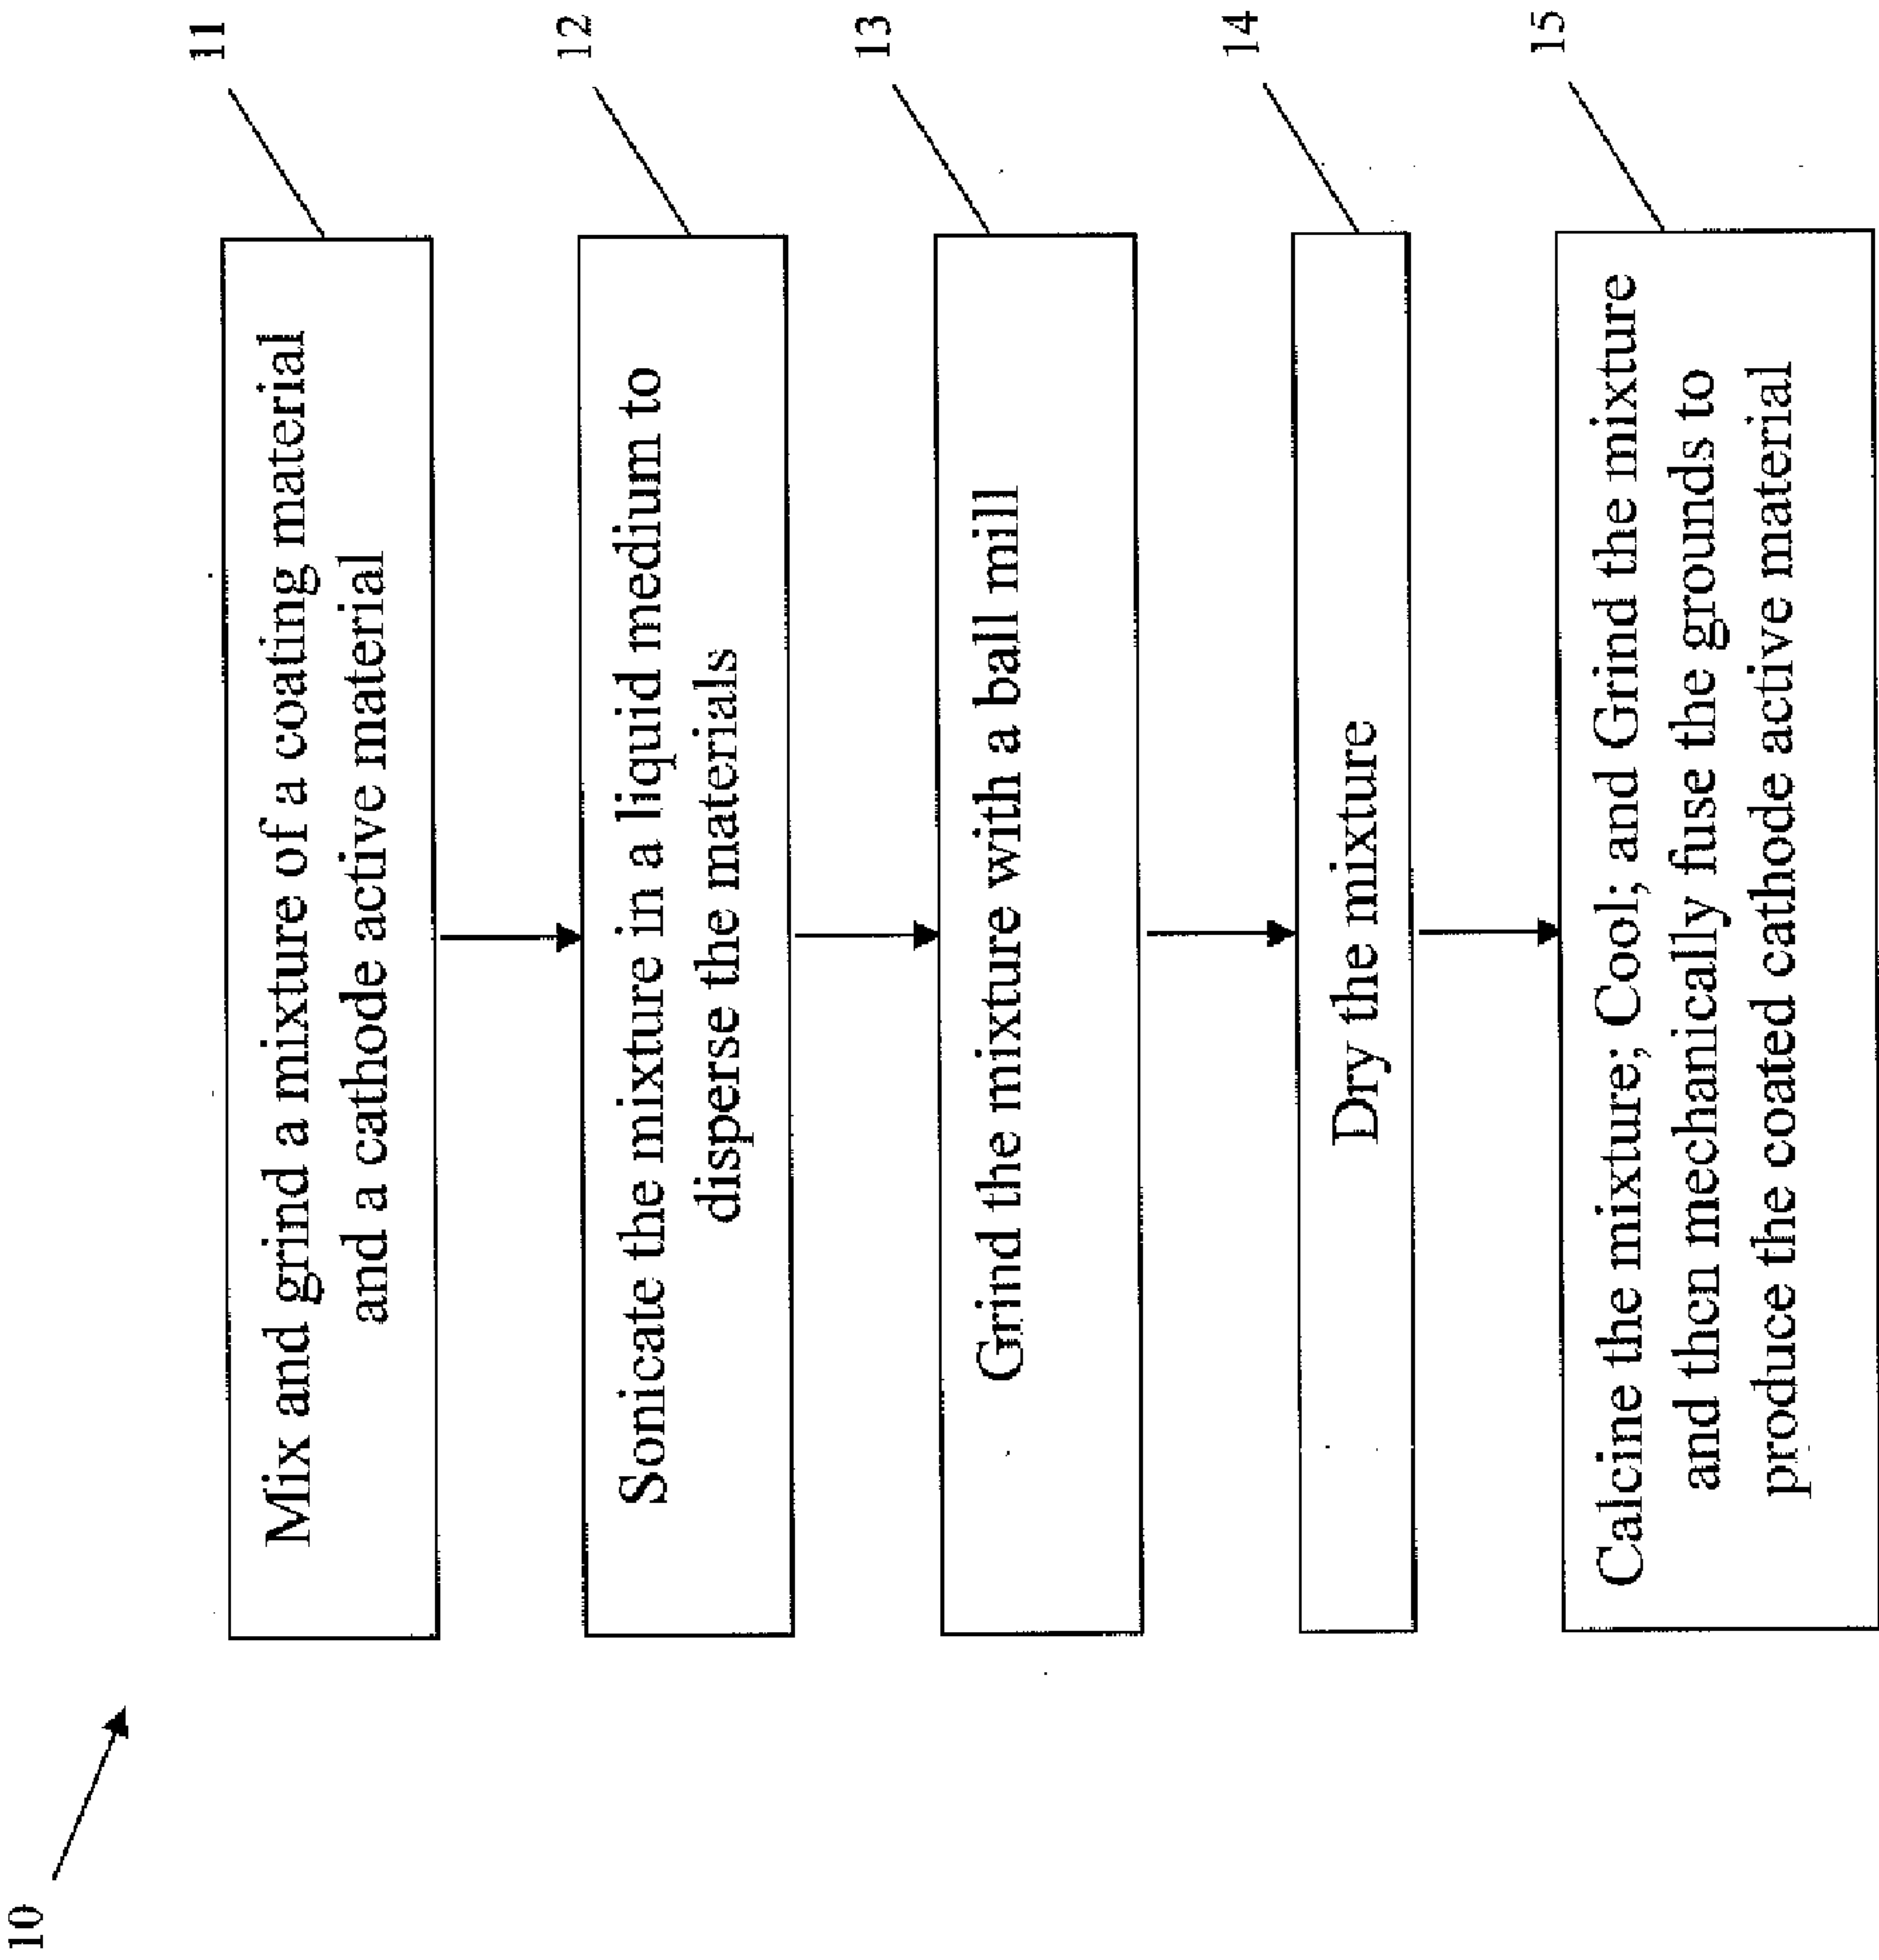 10
11
Mix and grind a mixture of a coating material
and a cathode active material
12
Sonicate the mixture in a liquid medium to
disperse the materials
13
Grind the mixture with a ball mill
14
Dry the mixture
15
Calcine the mixture; Cool; and Grind the mixture
and then mechanically fuse the grounds to
produce the coated cathode active material